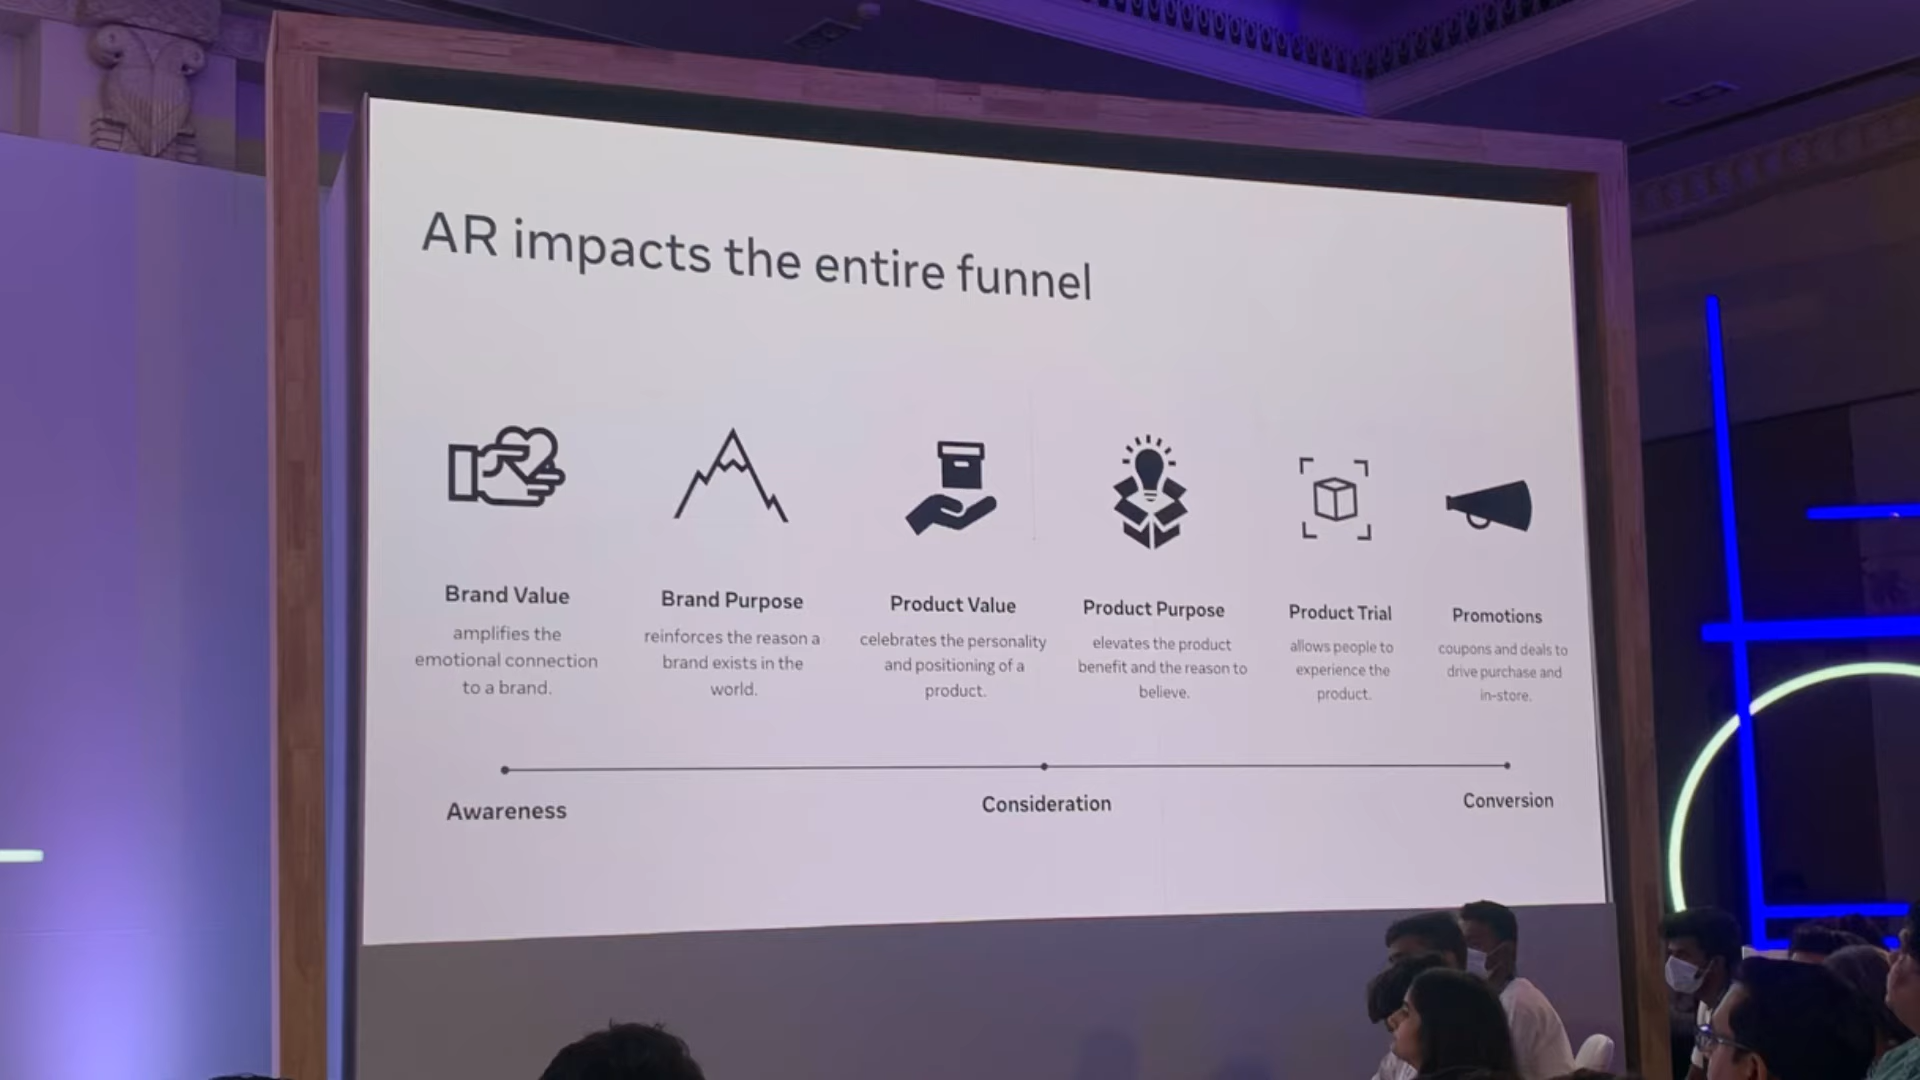 AR impacts the entire funnel
Brand Value
amplifies the
emotional connection
to a brand.
Brand Purpose
reinforces the reason a
brand exists in the
world.
Product Value
celebrates the personality
and positioning of a
product.
Product Purpose
elevates the product
benefit and the reason to
believe.
Product Trial
allows people to
experience the
product.
Promotions
coupons and deals to
drive purchase and
in-store.
Awareness
Consideration
Conversion